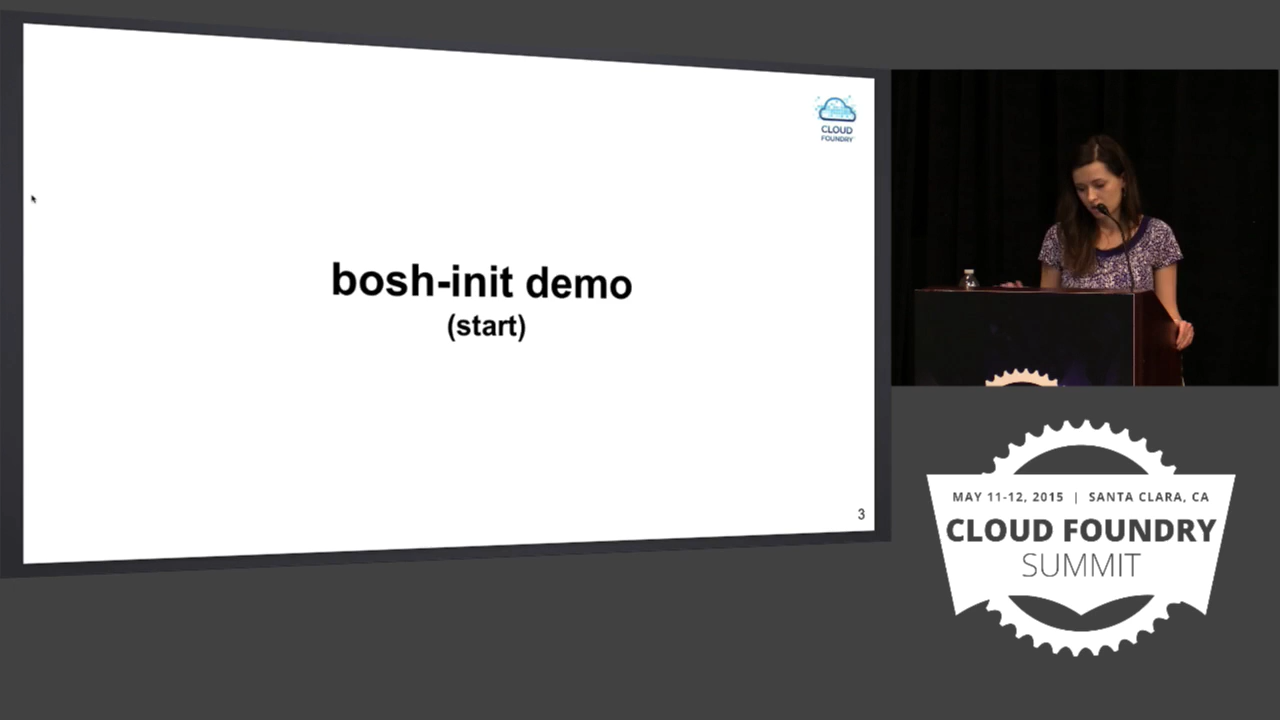 CLOUD
FOUNDRY
bosh-init demo
(start)
3
MAY 11-12, 2015 | SANTA CLARA, CA
CLOUD FOUNDRY
SUMMIT